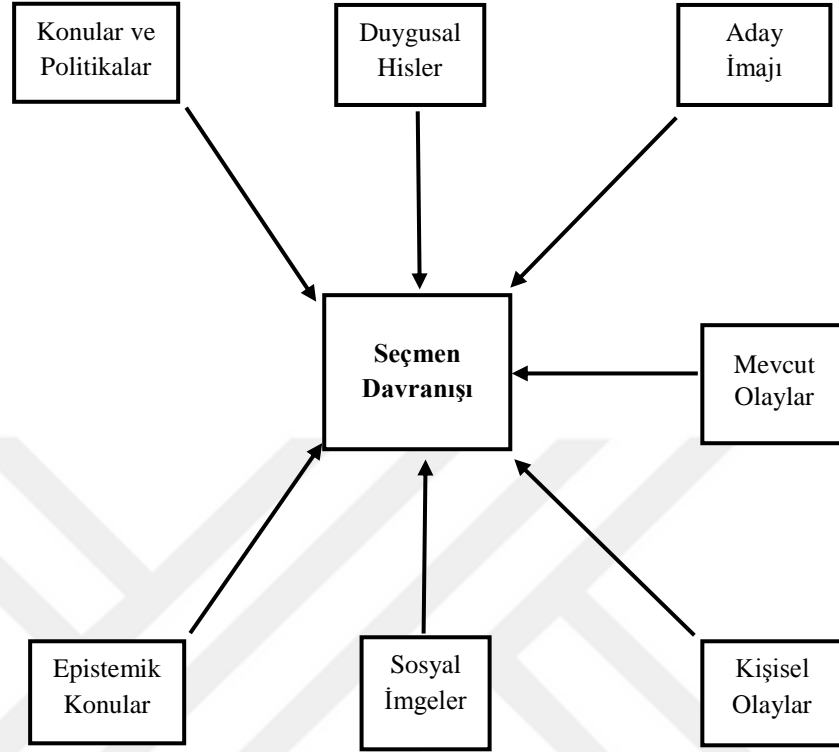 Konular ve
Politikalar
Duygusal
Hisler
Aday
İmajı
Seçmen
Davranışı
Mevcut
Olaylar
Epistemik
Konular
Sosyal
İmgeler
Kişisel
Olaylar